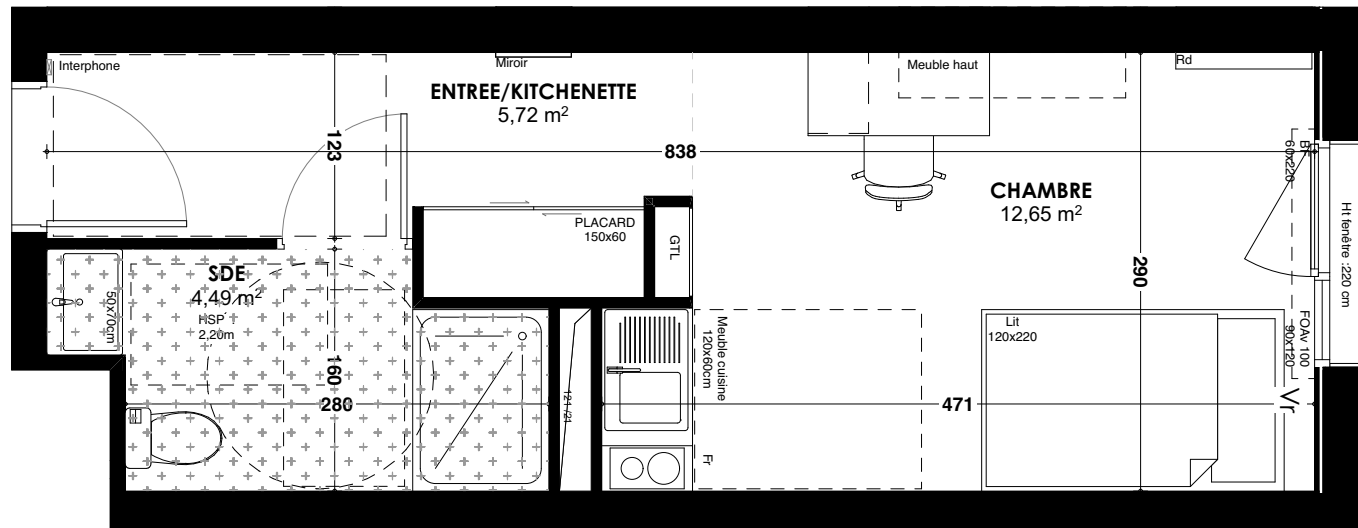 Interphone
Miroir
ENTREE/KITCHENETTE
5,72 m²
123
838
Meuble haut
Rd
CHAMBRE
12,65 m²
BF
60x220
Ht fenêtre :220 cm
PLACARD
150x60
GTL
290
SDE
4,49 m²
HSP :
2,20m
50x70cm
160
280
Meuble cuisine
120x60cm
Lit
120x220
FOAv 100
90x120
Vr
471
Fr